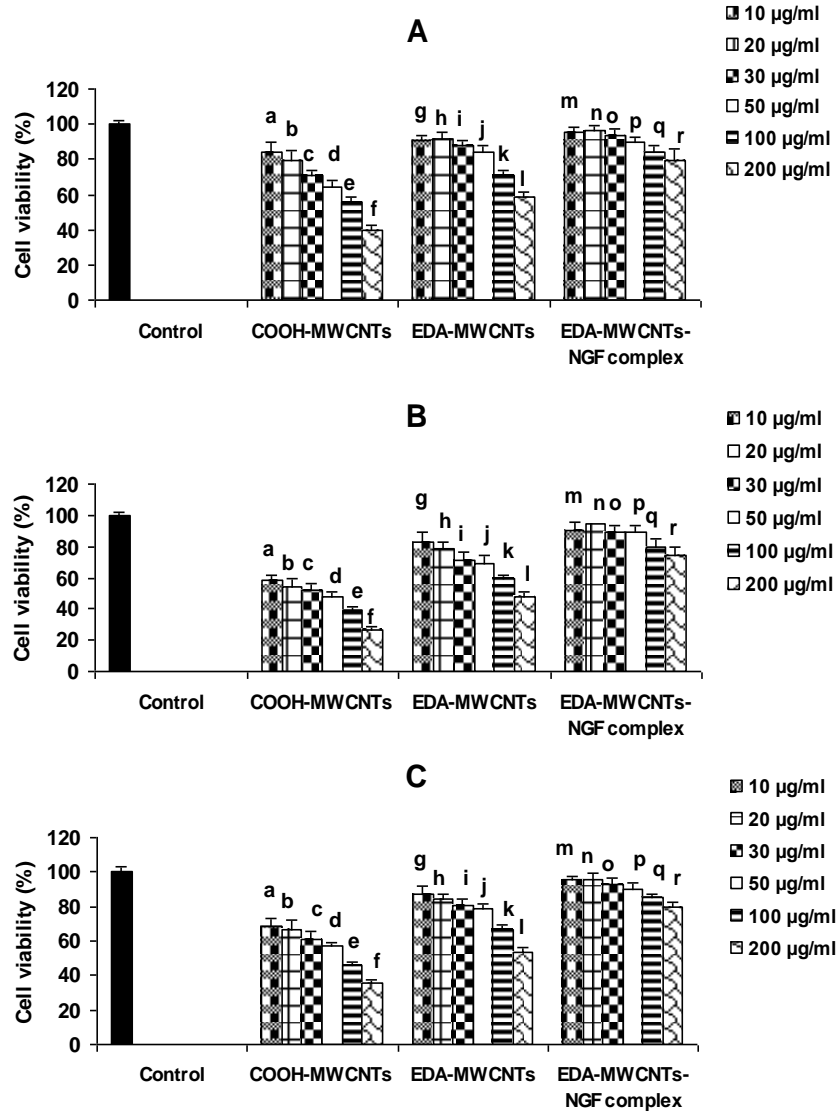 A
10 µg/ml
20 µg/ml
30 µg/ml
50 µg/ml
100 µg/ml
200 µg/ml
Cell viability (%)
120
100
80
60
40
20
0
a b c d e f
g h i j k l
m n o p q r
Control COOH-MWCNTs EDA-MWCNTs EDA-MWCNTs-
NGF complex
B
10 µg/ml
20 µg/ml
30 µg/ml
50 µg/ml
100 µg/ml
200 µg/ml
Cell viability (%)
120
100
80
60
40
20
0
a b c d e f
g h i j k l
m n o p q r
Control COOH-MWCNTs EDA-MWCNTs EDA-MWCNTs-
NGF complex
C
10 µg/ml
20 µg/ml
30 µg/ml
50 µg/ml
100 µg/ml
200 µg/ml
Cell viability (%)
120
100
80
60
40
20
0
a b c d e f
g h i j k l
m n o p q r
Control COOH-MWCNTs EDA-MWCNTs EDA-MWCNTs-
NGF complex